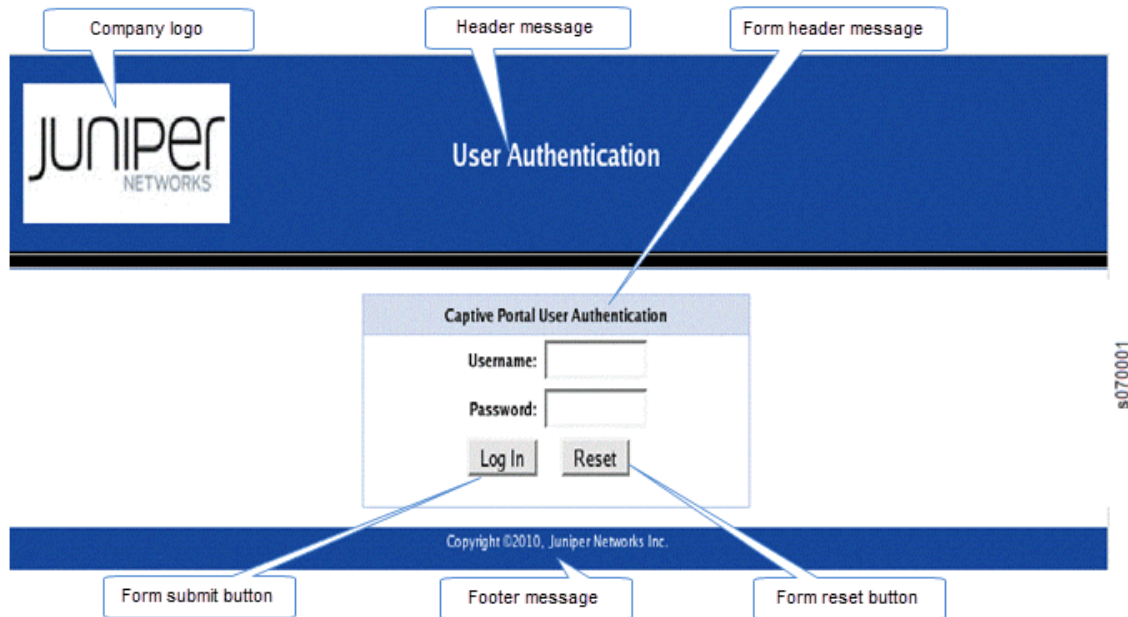 Company logo
Header message
Form header message
JUNIPER
NETWORKS
User Authentication
Captive Portal User Authentication
Username:
Password:
Log In
Reset
s070001
Copyright ©2010, Juniper Networks Inc.
Form submit button
Footer message
Form reset button